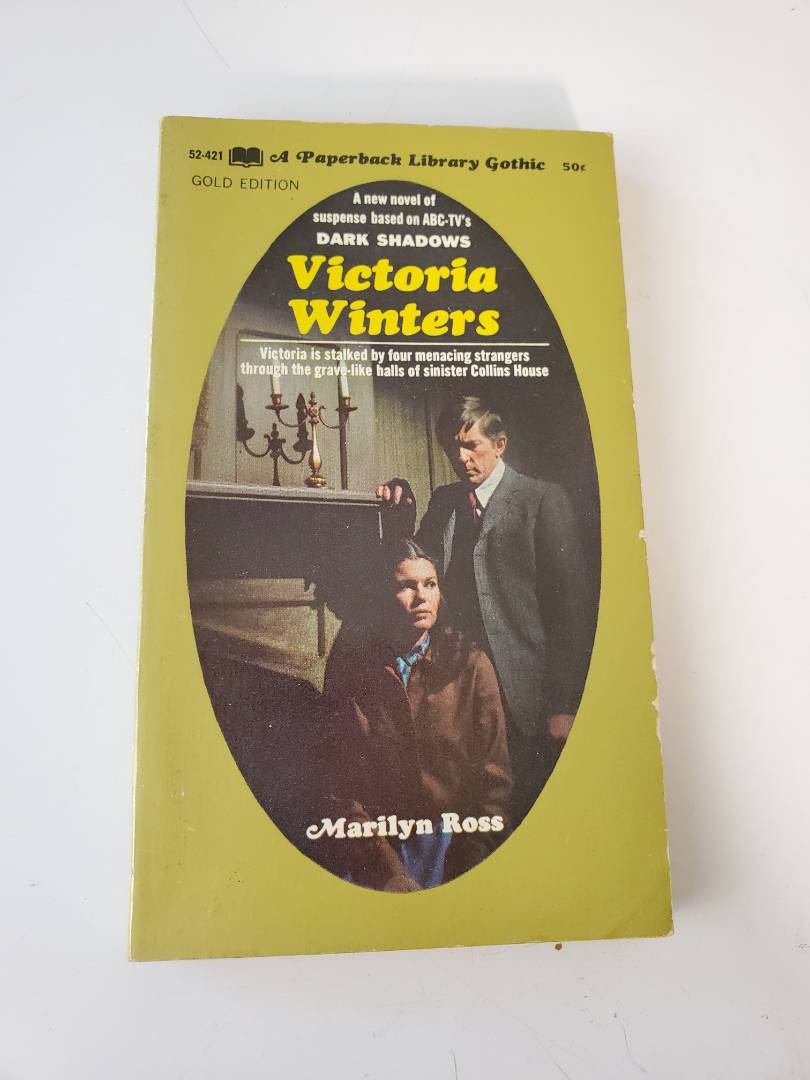 52-421 A Paperback Library Gothic 50¢
GOLD EDITION
A new novel of
suspense based on ABC-TV's
DARK SHADOWS
Victoria
Winters
Victoria is stalked by four menacing strangers
through the grave-like halls of sinister Collins House
Marilyn Ross